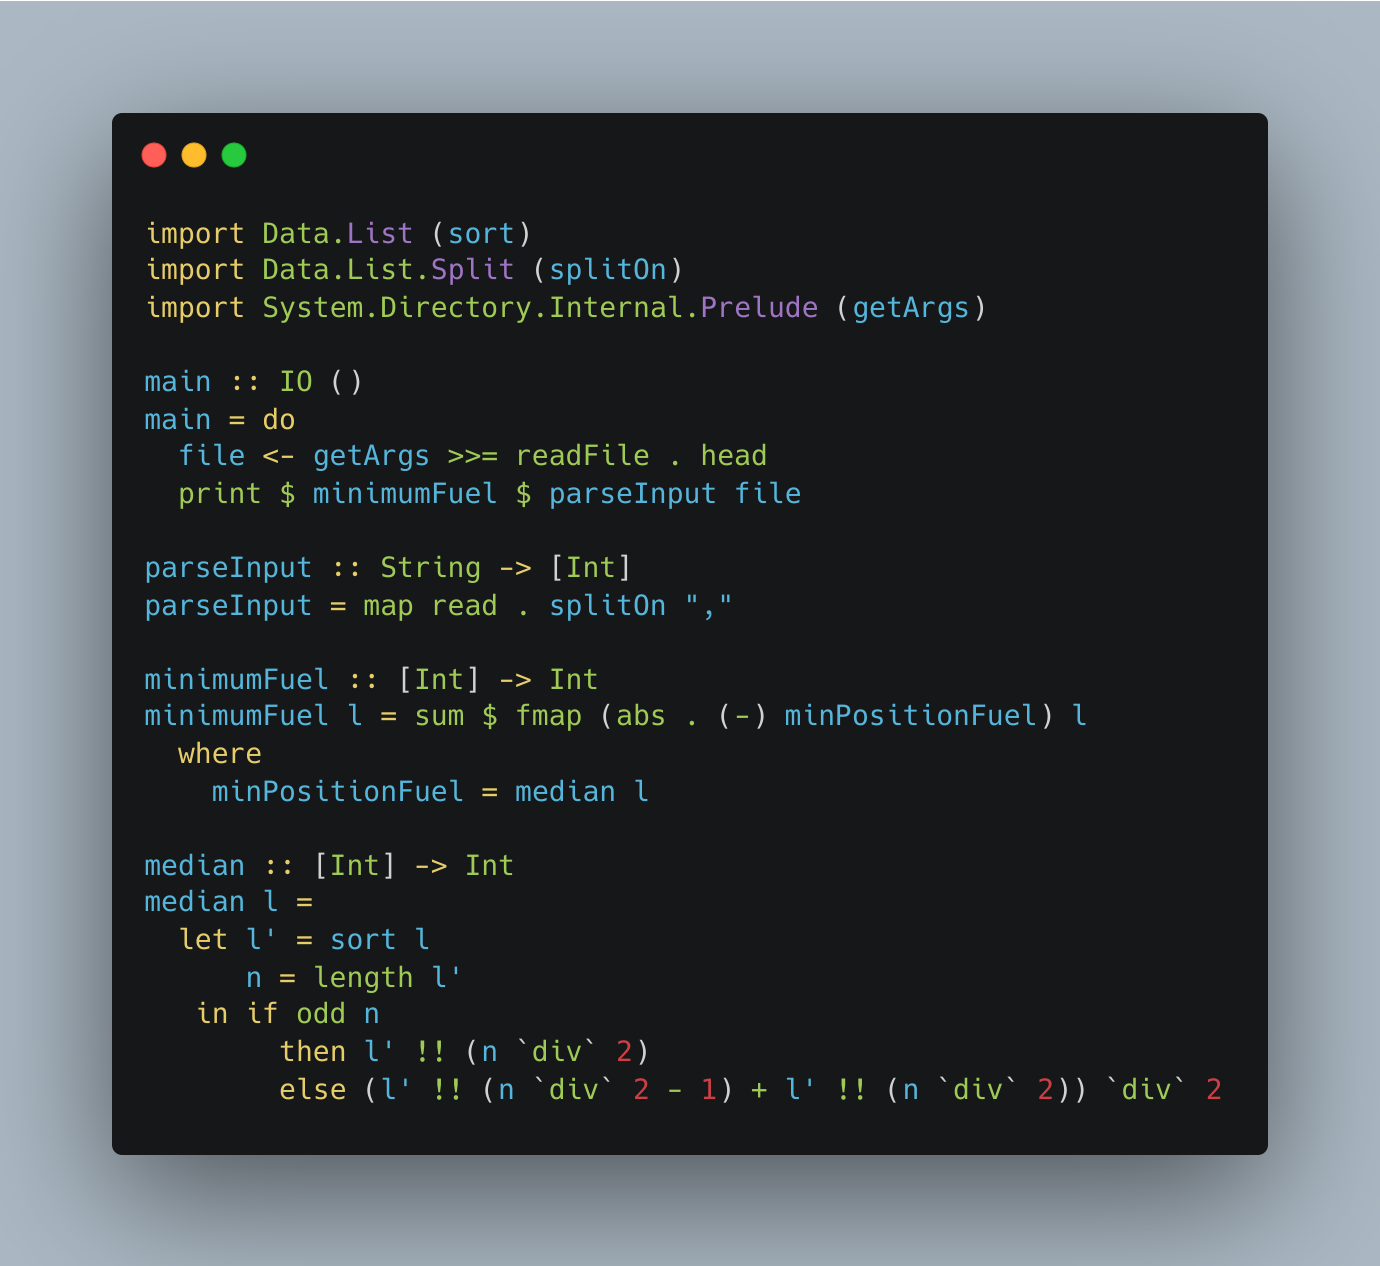 import Data.List (sort)
import Data.List.Split (splitOn)
import System.Directory.Internal.Prelude (getArgs)

main :: IO ()
main = do
  file <- getArgs >>= readFile . head
  print $ minimumFuel $ parseInput file

parseInput :: String -> [Int]
parseInput = map read . splitOn ","

minimumFuel :: [Int] -> Int
minimumFuel l = sum $ fmap (abs . (-) minPositionFuel) l
  where
    minPositionFuel = median l

median :: [Int] -> Int
median l =
  let l' = sort l
      n = length l'
   in if odd n
        then l' !! (n `div` 2)
        else (l' !! (n `div` 2 - 1) + l' !! (n `div` 2)) `div` 2